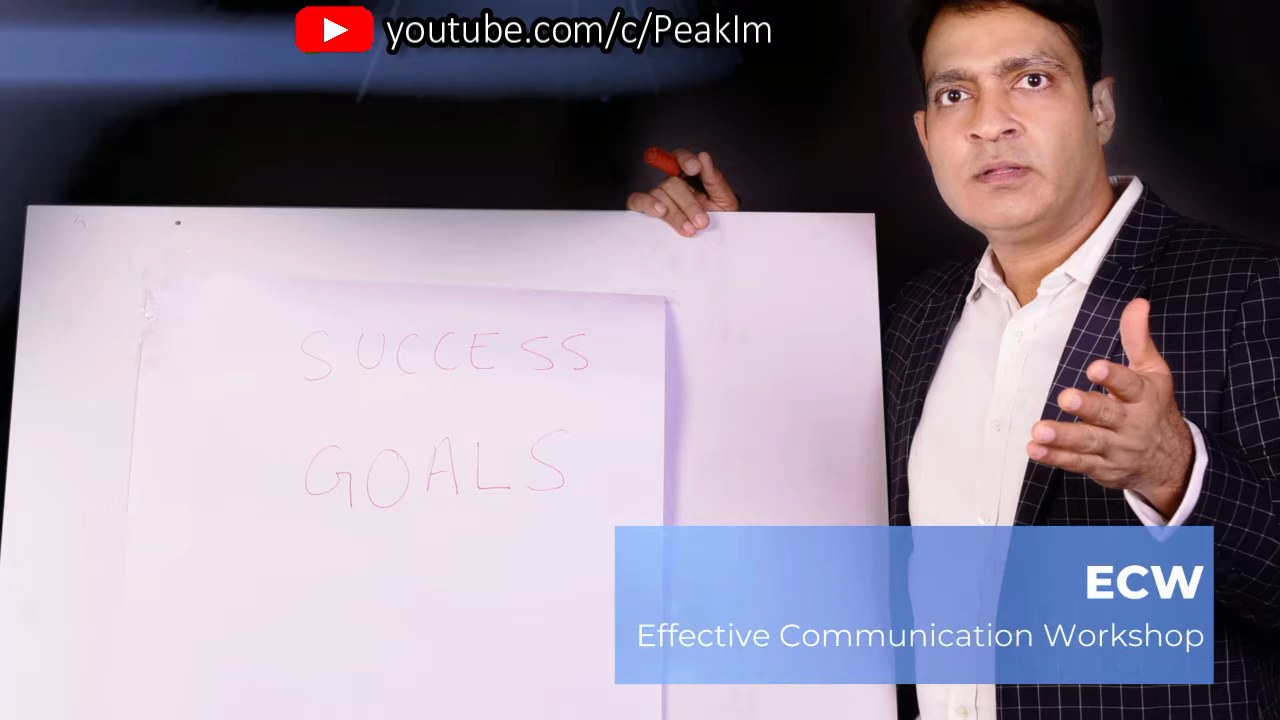 youtube.com/c/PeakIm
SUCCESS
GOALS
ECW
Effective Communication Workshop